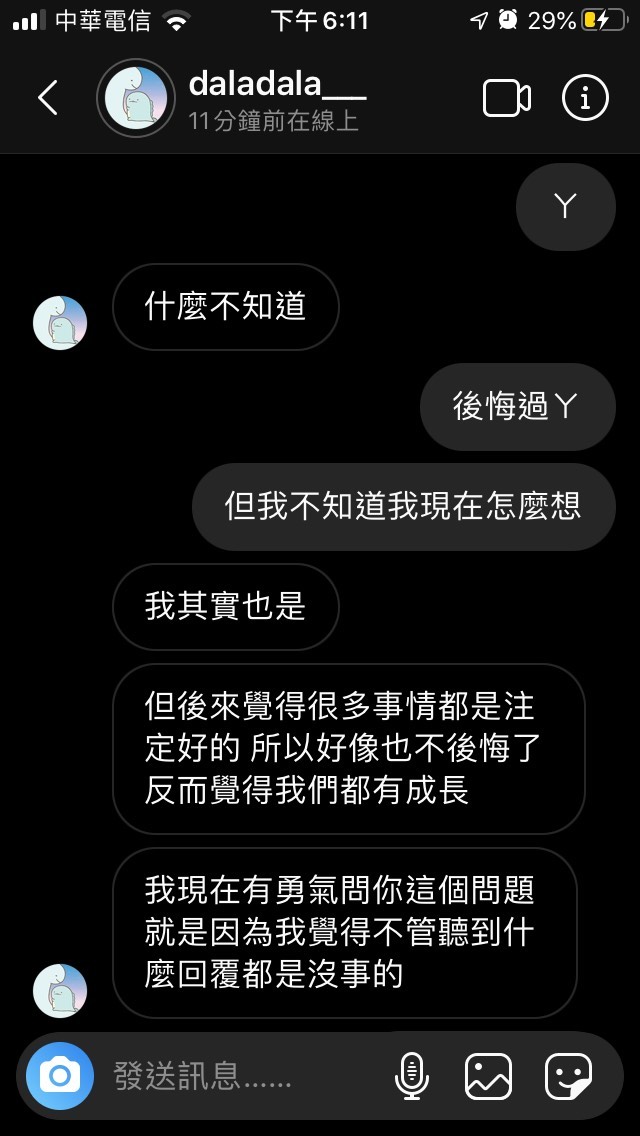 中華電信 下午6:11 29%
daladala___
11分鐘前在線上
ㄚ
什麼不知道
後悔過ㄚ
但我不知道我現在怎麼想
我其實也是
但後來覺得很多事情都是注
定好的 所以好像也不後悔了
反而覺得我們都有成長
我現在有勇氣問你這個問題
就是因為我覺得不管聽到什
麼回覆都是沒事的
發送訊息......